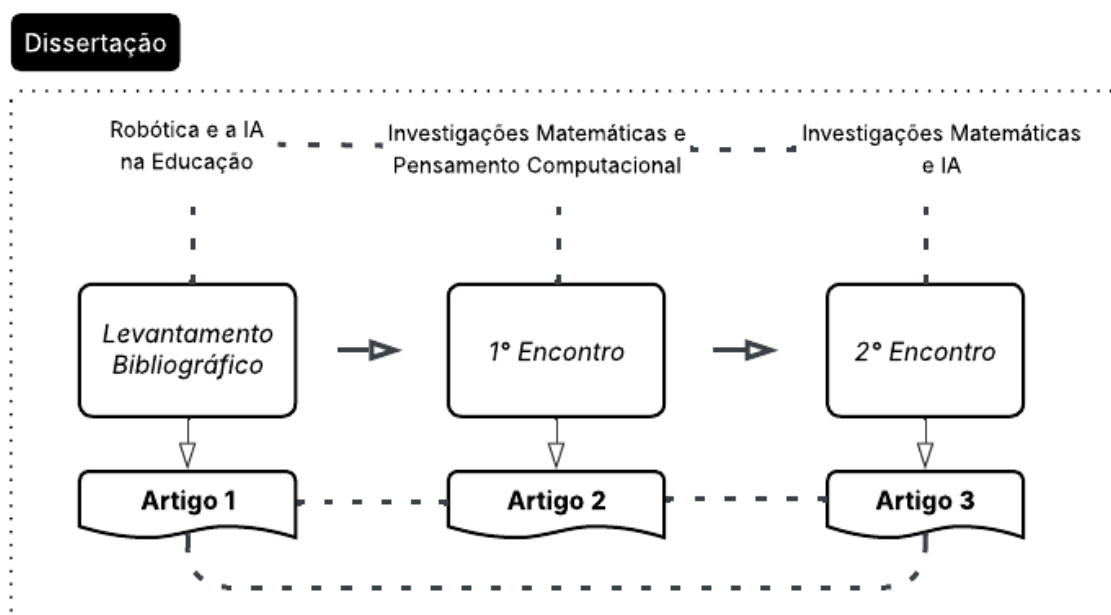 Dissertação
Robótica e a IA
na Educação
Investigações Matemáticas e
Pensamento Computacional
Investigações Matemáticas
e IA
Levantamento
Bibliográfico
1° Encontro
2° Encontro
Artigo 1
Artigo 2
Artigo 3